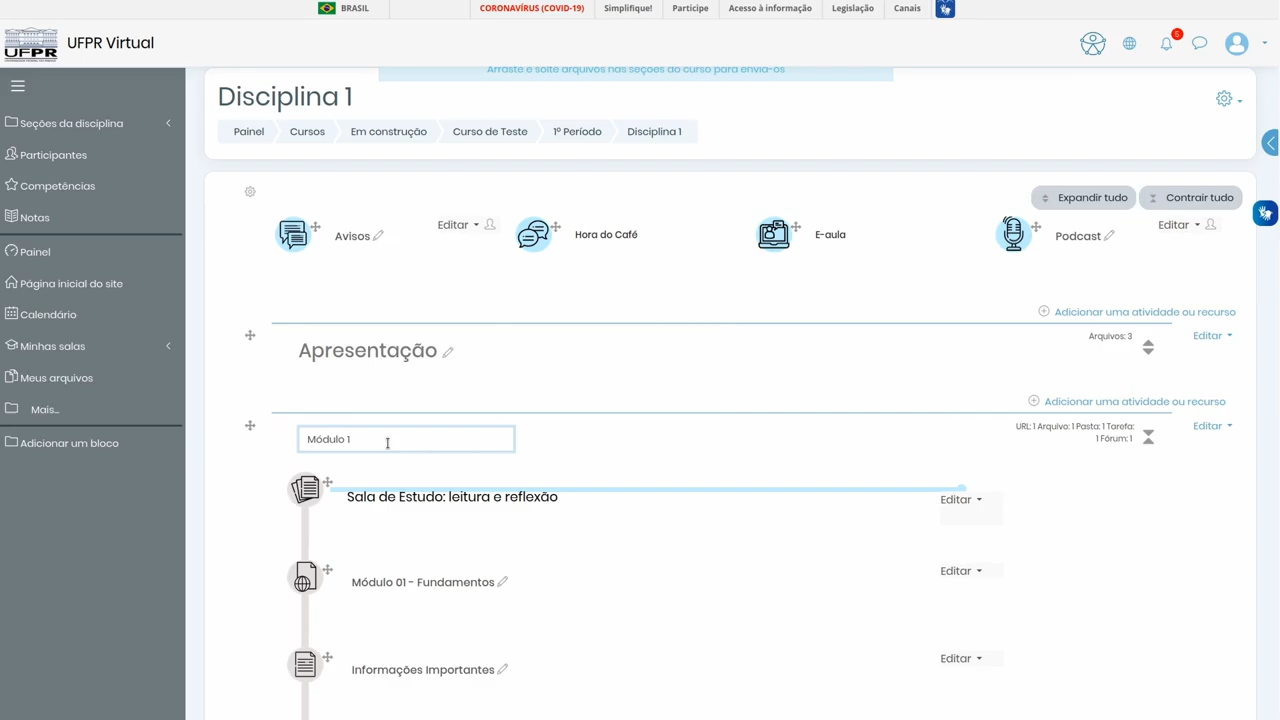 BRASIL
CORONAVÍRUS (COVID-19)
Simplifique!
Participe
Acesso à informação
Legislação
Canais
UFPR
UFPR Virtual
5
Arraste e solte arquivos nas seções do curso para enviá-los
Disciplina 1
Painel
Cursos
Em construção
Curso de Teste
1º Período
Disciplina 1
Seções da disciplina
Participantes
Competências
Notas
Painel
Página inicial do site
Calendário
Minhas salas
Meus arquivos
Mais...
Adicionar um bloco
Expandir tudo
Contrair tudo
Avisos
Editar
Hora do Café
E-aula
Podcast
Editar
Adicionar uma atividade ou recurso
Apresentação
Arquivos: 3
Editar
Adicionar uma atividade ou recurso
Módulo 1
URL: 1 Arquivo: 1 Pasta: 1 Tarefa:
1 Fórum: 1
Editar
Sala de Estudo: leitura e reflexão
Editar
Módulo 01 - Fundamentos
Editar
Informações Importantes
Editar